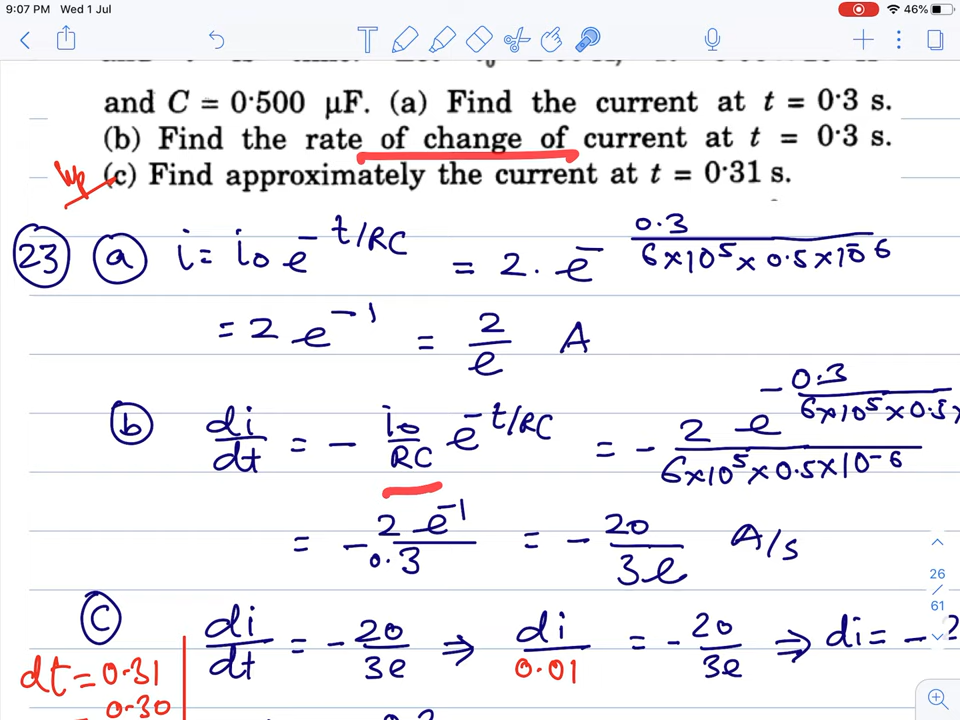 9:07 PM Wed 1 Jul 46%
and C = 0·500 μF. (a) Find the current at t = 0·3 s.
(b) Find the rate of change of current at t = 0·3 s.
Imp (c) Find approximately the current at t = 0·31 s.
23 a i = i₀ e^(-t/RC) = 2 . e^(- 0.3 / 6×10⁵ × 0.5×10⁻⁶)
= 2 e⁻¹ = 2/e A
b di/dt = - i₀/RC e^(-t/RC) = - 2 e^(- 0.3 / 6×10⁵×0.5×) / 6×10⁵×0.5×10⁻⁶
= - 2 e⁻¹ / 0.3 = - 20/3e A/s
26
/
61
c di/dt = - 20/3e ⇒ di/0.01 = - 20/3e ⇒ di = -
dt = 0.31
0.30